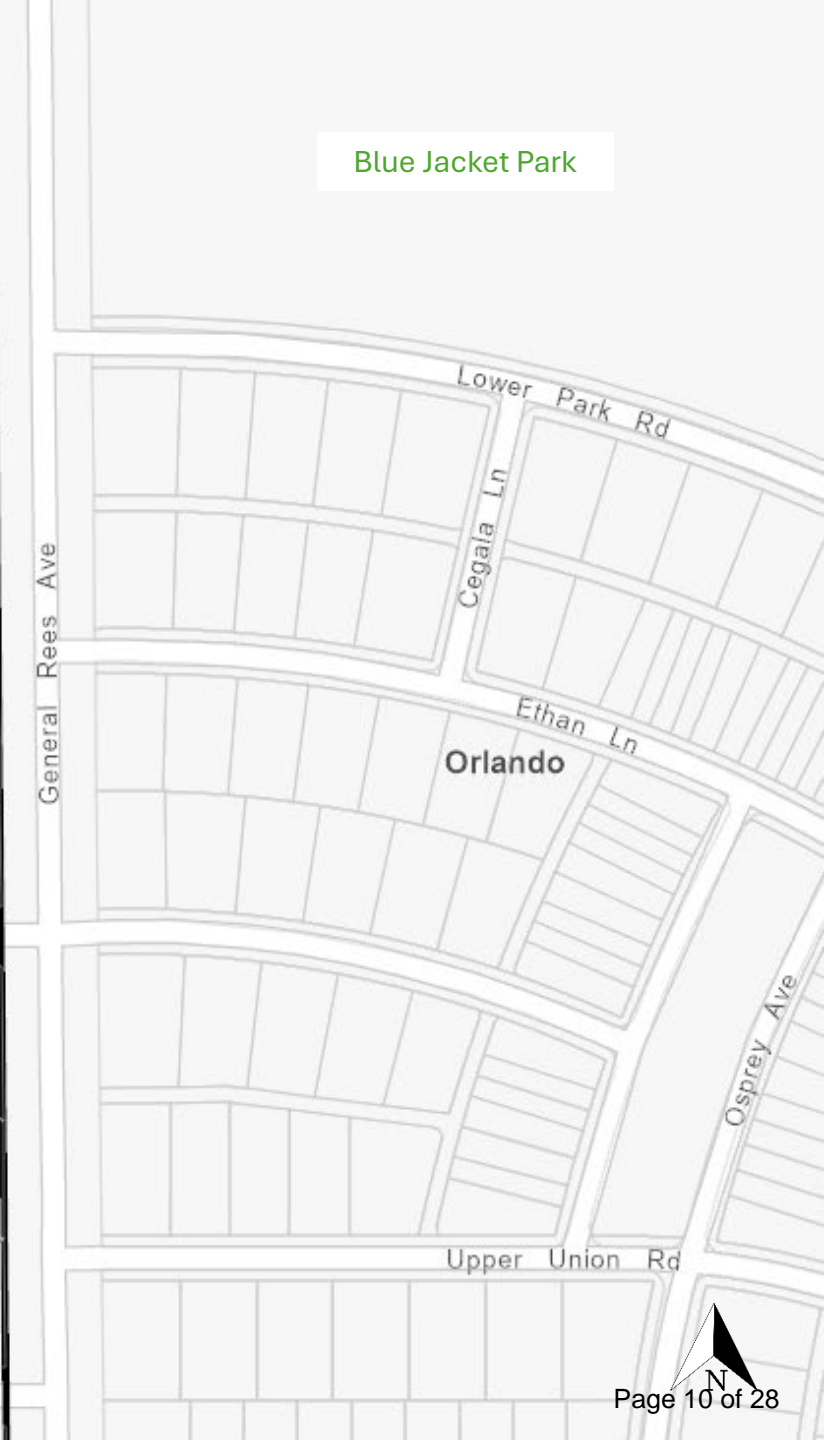 Blue Jacket Park
Lower Park Rd
Cegala Ln
General Rees Ave
Ethan Ln
Orlando
Osprey Ave
Upper Union Rd
N
Page 10 of 28